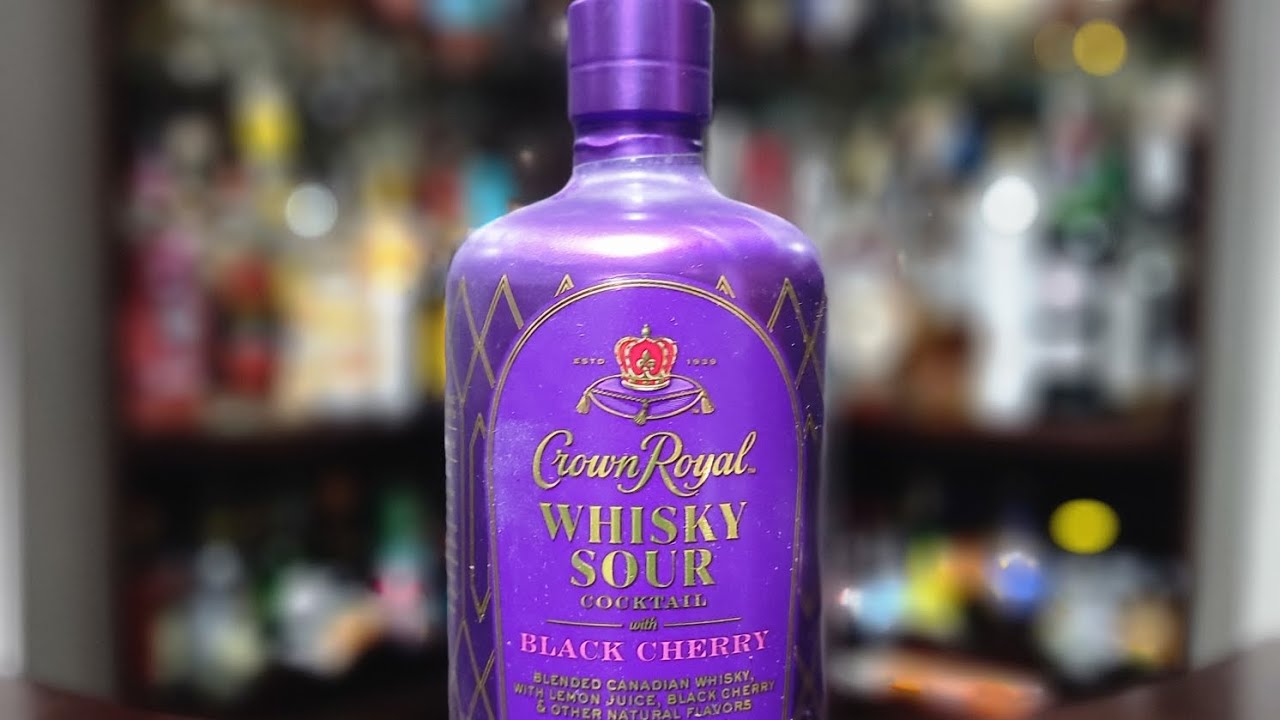 ESTD 1939
Crown Royal™
WHISKY
SOUR
COCKTAIL
with
BLACK CHERRY
BLENDED CANADIAN WHISKY,
WITH LEMON JUICE, BLACK CHERRY
& OTHER NATURAL FLAVORS